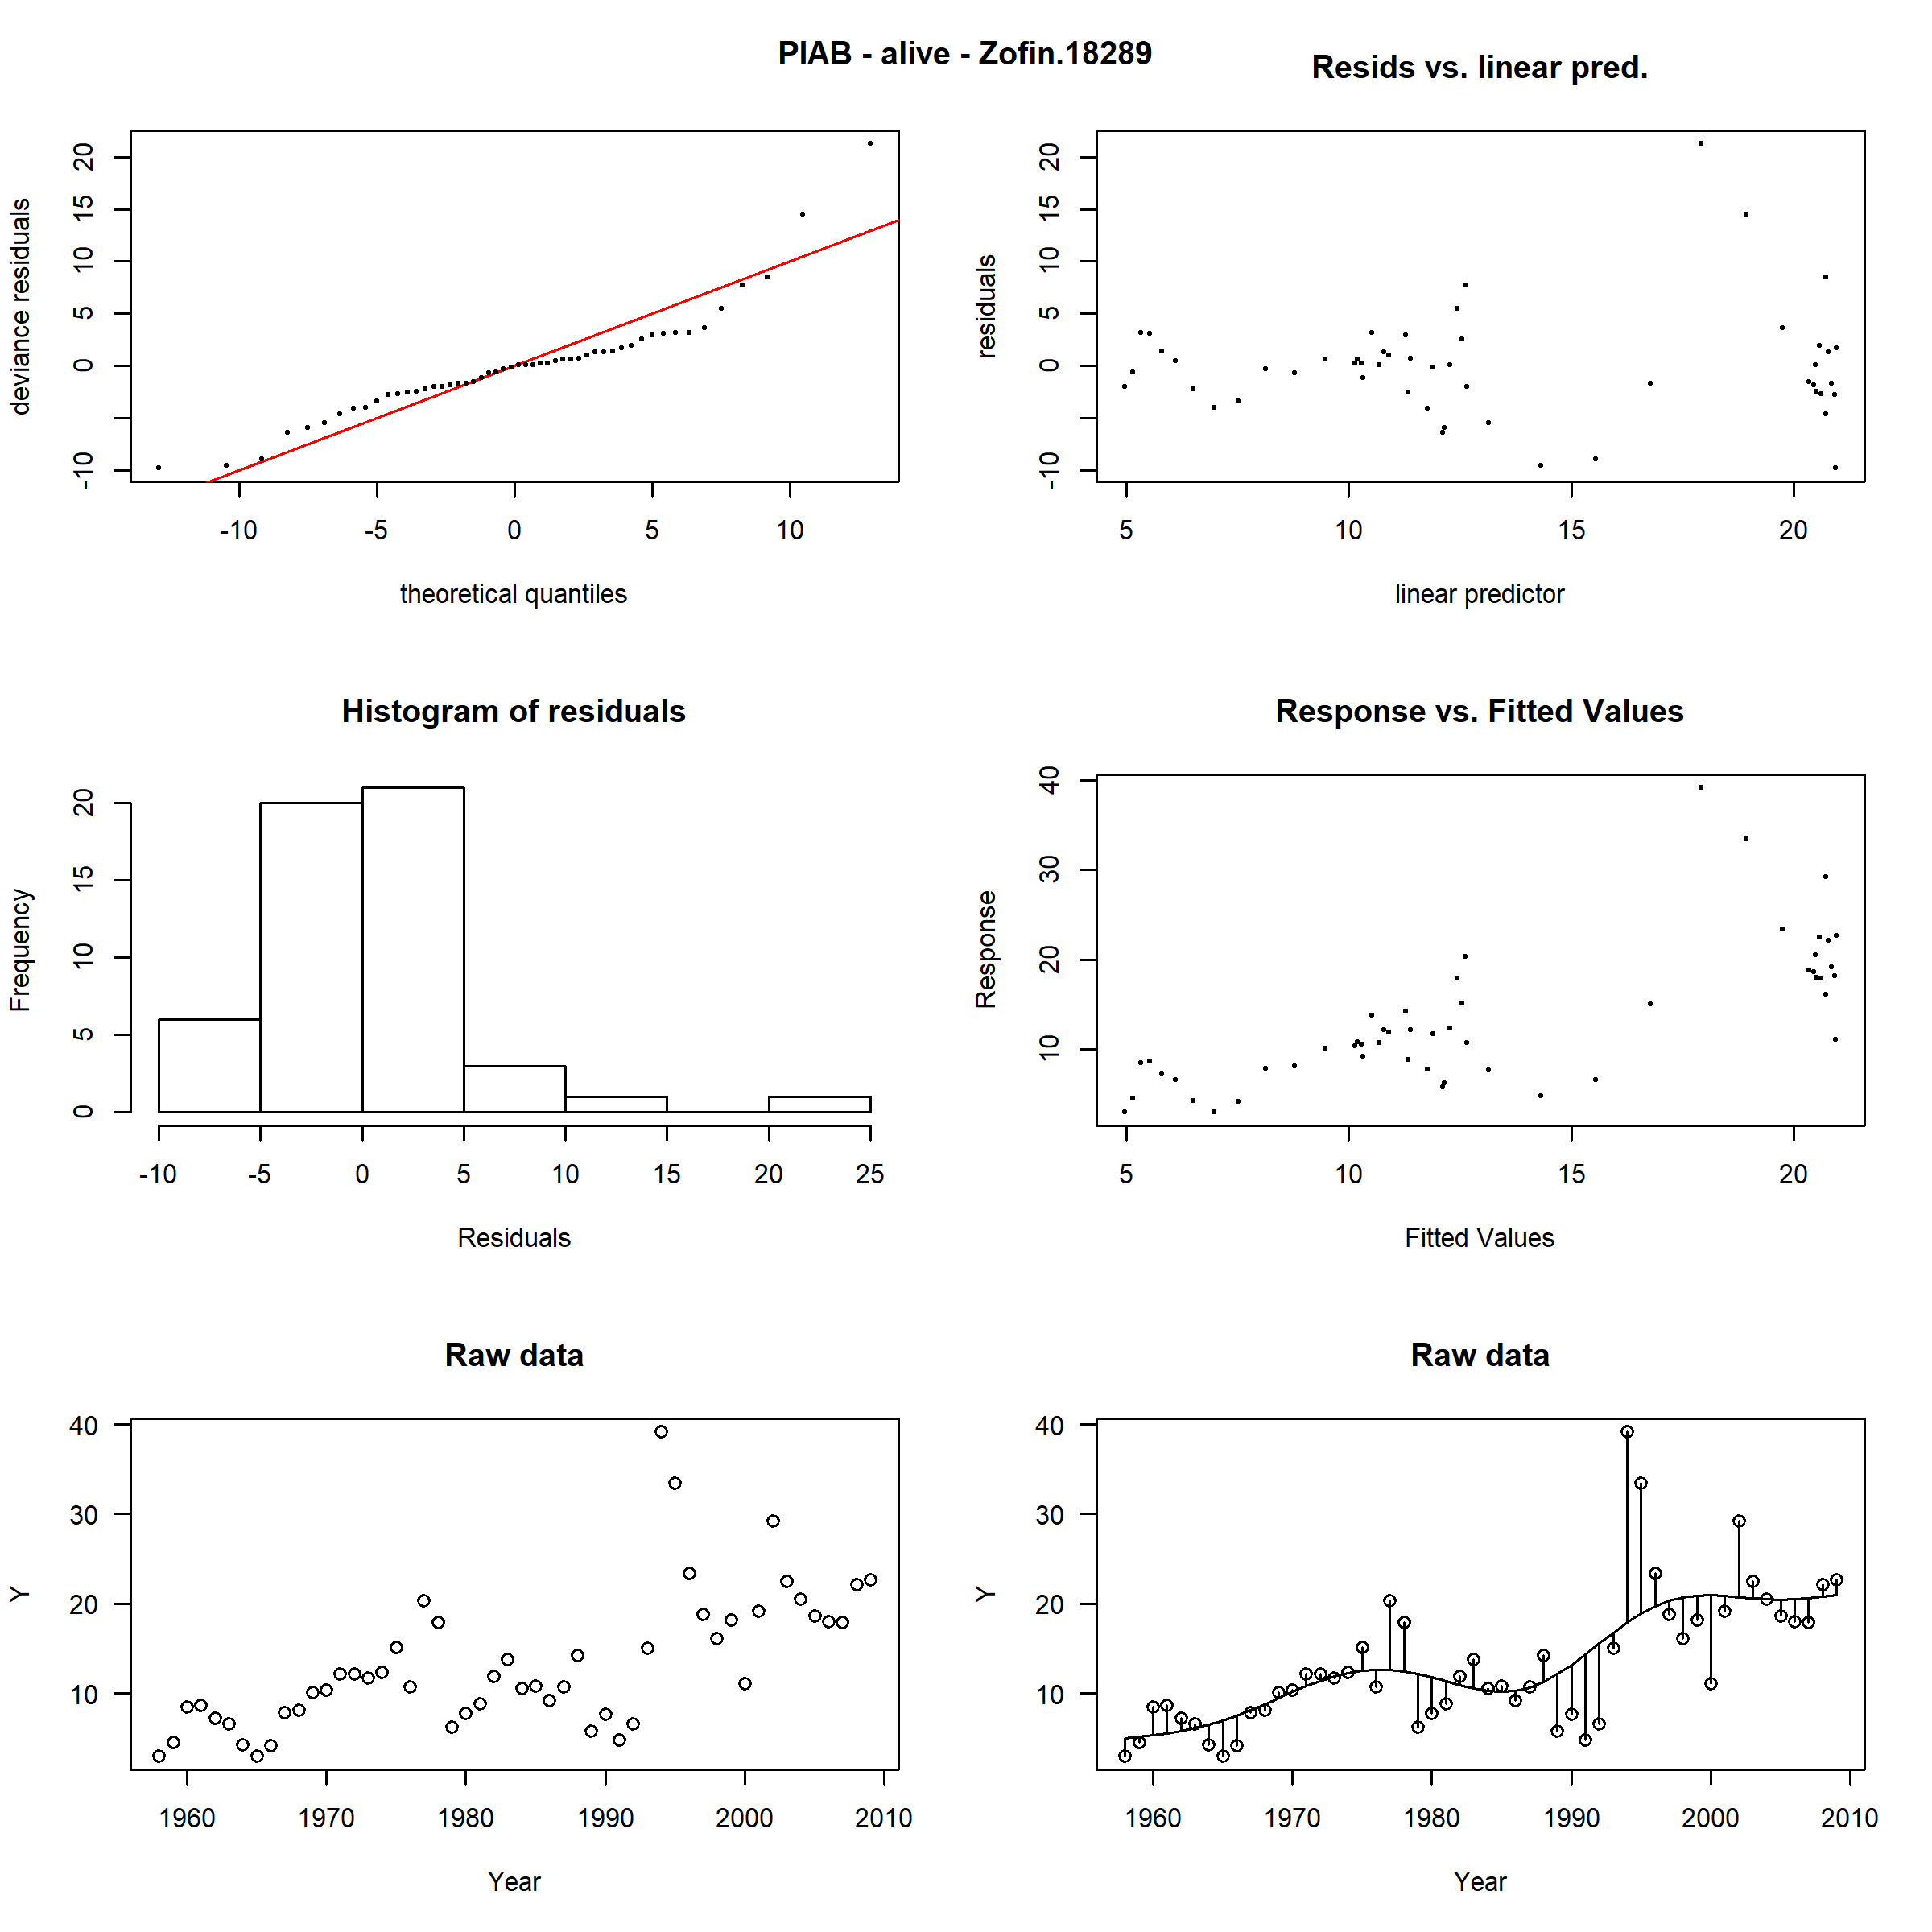 PIAB - alive - Zofin.18289
Resids vs. linear pred.
deviance residuals
20
15
10
5
0
-10
-10 -5 0 5 10
theoretical quantiles
residuals
20
15
10
5
0
-10
5 10 15 20
linear predictor
Histogram of residuals
Frequency
20
15
10
5
0
-10 -5 0 5 10 15 20 25
Residuals
Response vs. Fitted Values
Response
40
30
20
10
5 10 15 20
Fitted Values
Raw data
Y
40
30
20
10
1960 1970 1980 1990 2000 2010
Year
Raw data
Y
40
30
20
10
1960 1970 1980 1990 2000 2010
Year